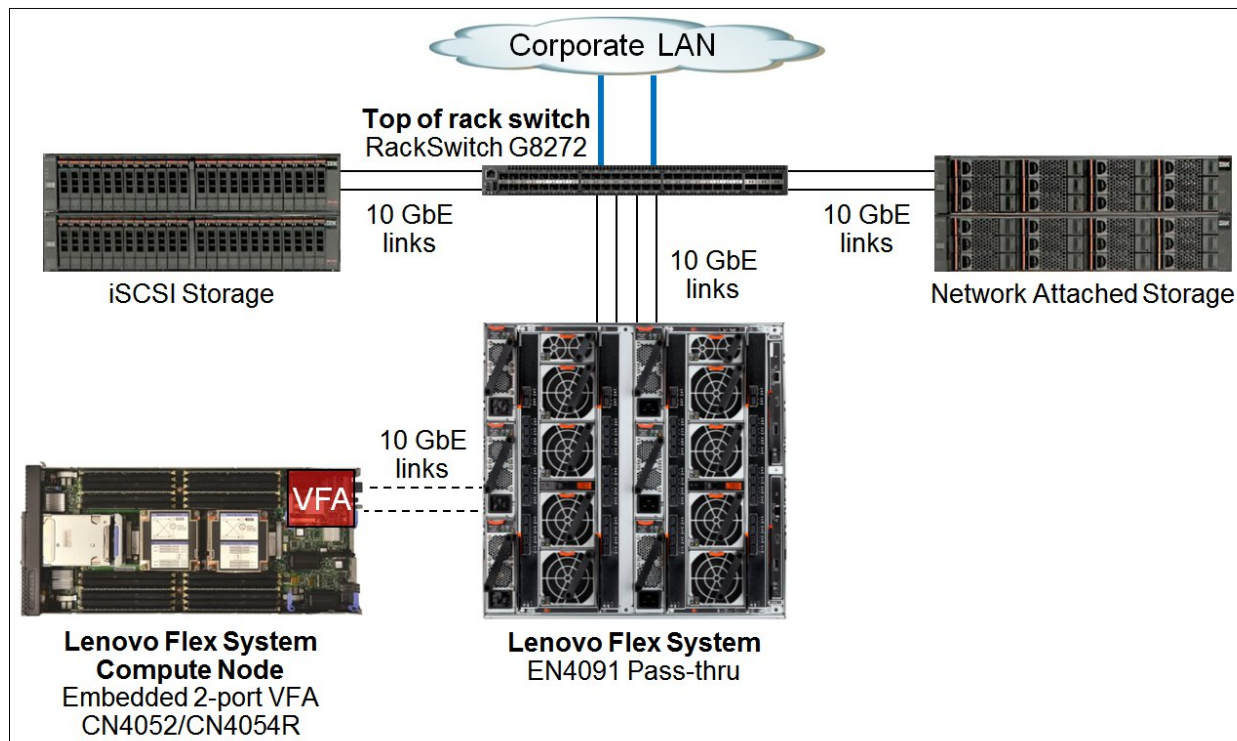 Corporate LAN
Top of rack switch
RackSwitch G8272
10 GbE
links
10 GbE
links
10 GbE
links
iSCSI Storage
Network Attached Storage
10 GbE
links
VFA
Lenovo Flex System
Compute Node
Embedded 2-port VFA
CN4052/CN4054R
Lenovo Flex System
EN4091 Pass-thru